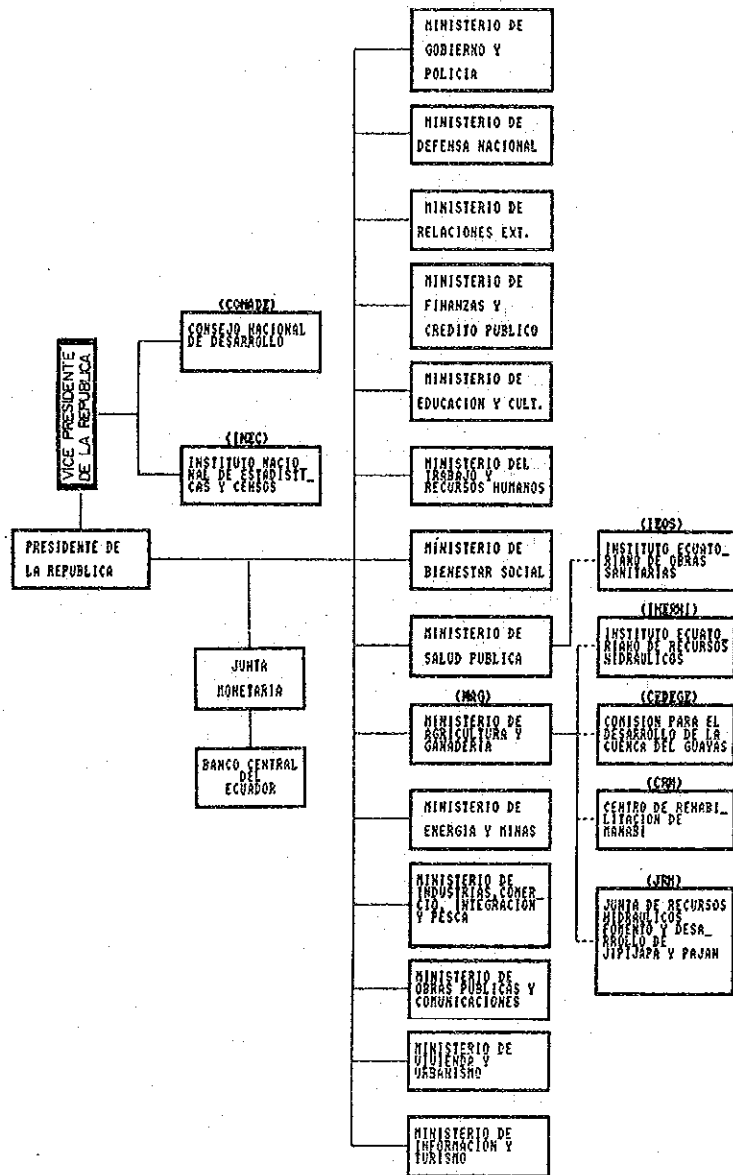 MINISTERIO DE
GOBIERNO Y
POLICIA
MINISTERIO DE
DEFENSA NACIONAL
MINISTERIO DE
RELACIONES EXT.
MINISTERIO DE
FINANZAS Y
CREDITO PUBLICO
(CONADE)
CONSEJO NACIONAL
DE DESARROLLO
VICE PRESIDENTE
DE LA REPUBLICA
MINISTERIO DE
EDUCACION Y CULT.
(INEC)
INSTITUTO NACIO
NAL DE ESTADISIT_
CAS Y CENSOS
MINISTERIO DEL
TRABAJO Y
RECURSOS HUMANOS
PRESIDENTE DE
LA REPUBLICA
MINISTERIO DE
BIENESTAR SOCIAL
(IEOS)
INSTITUTO ECUATO_
RIANO DE OBRAS
SANITARIAS
MINISTERIO DE
SALUD PUBLICA
(INERHI)
INSTITUTO ECUATO_
RIANO DE RECURSOS
HIDRAULICOS
JUNTA
MONETARIA
(MAG)
MINISTERIO DE
AGRICULTURA Y
GANADERIA
(CEDEGE)
COMISION PARA EL
DESARROLLO DE LA
CUENCA DEL GUAYAS
BANCO CENTRAL
DEL
ECUADOR
MINISTERIO DE
ENERGIA Y MINAS
(CRM)
CENTRO DE REHABI_
LITACION DE
MANABI
MINISTERIO DE
INDUSTRIAS,COMER_
CIO, INTEGRACION
Y PESCA
(JRH)
JUNTA DE RECURSOS
HIDRAULICOS
FOMENTO Y DESA_
RROLLO DE
JIPIJAPA Y PAJAN
MINISTERIO DE
OBRAS PUBLICAS Y
COMUNICACIONES
MINISTERIO DE
VIVIENDA Y
URBANISMO
MINISTERIO DE
INFORMACION Y
TURISMO